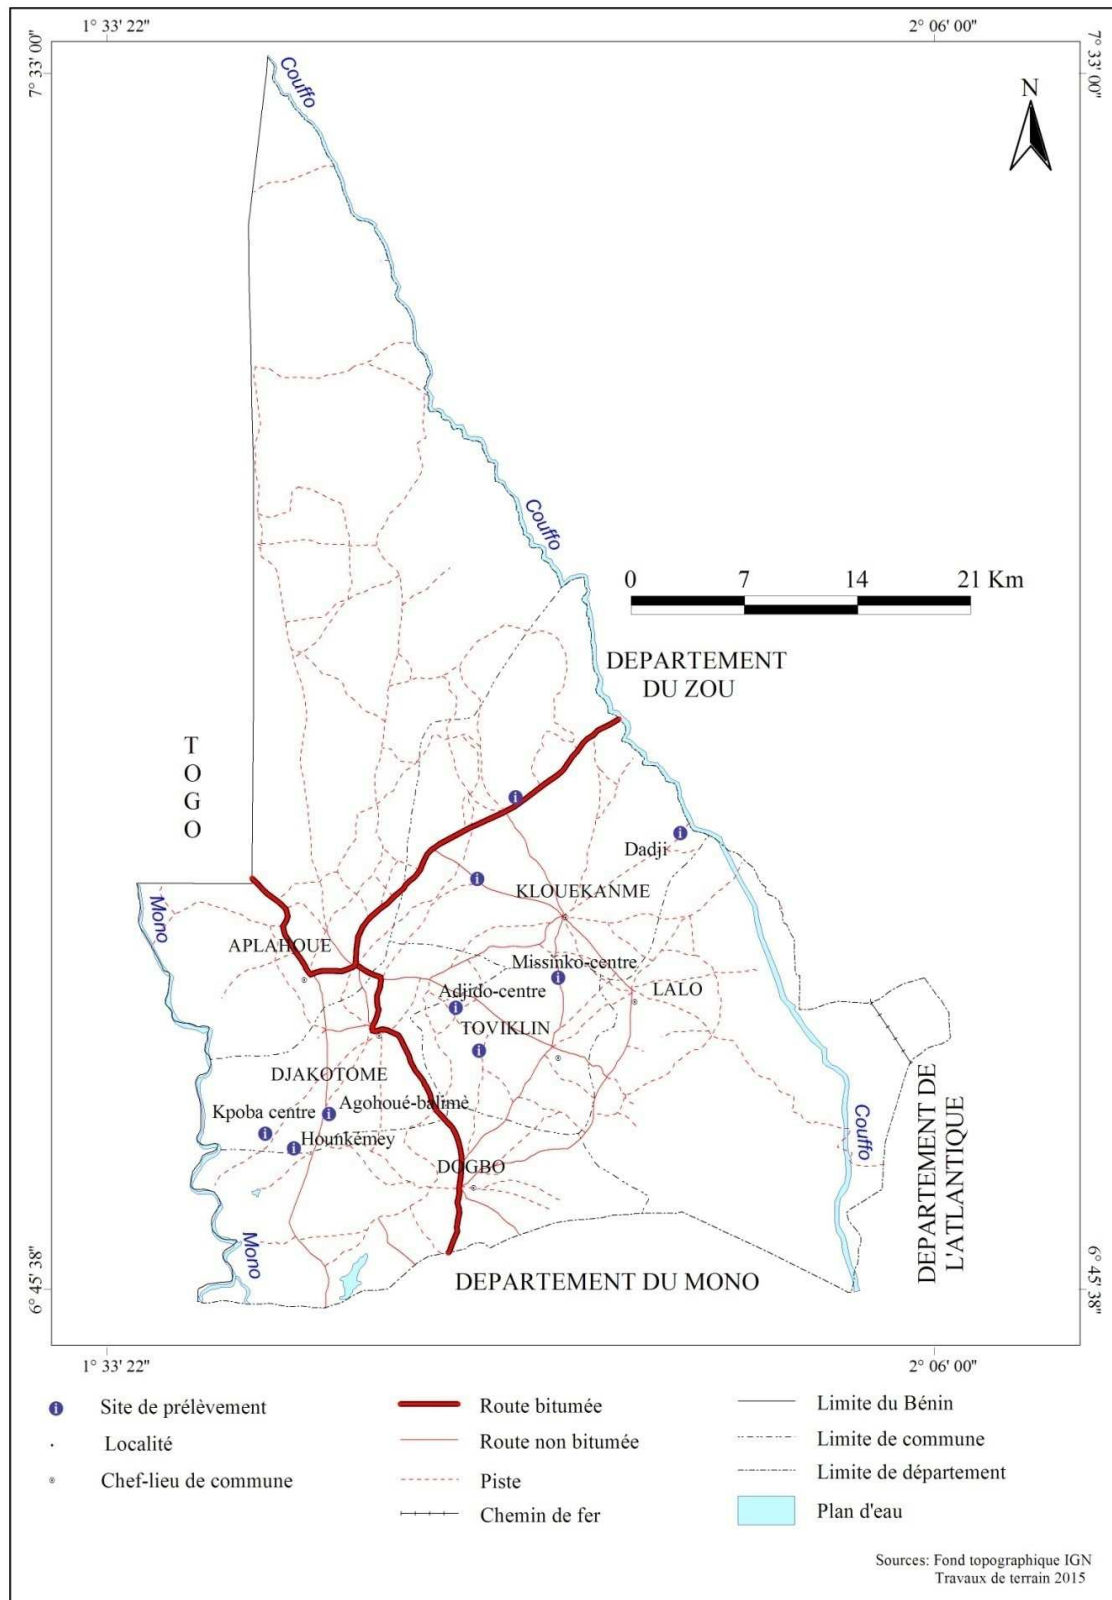 1° 33' 22"
2° 06' 00"
7° 33' 00"
7° 33' 00"
Couffo
N
Couffo
0 7 14 21 Km
DEPARTEMENT
DU ZOU
T
O
G
O
Dadji
KLOUEKANME
Mono
APLAHOUE
Missinko-centre
Adjido-centre
LALO
TOVIKLIN
DJAKOTOME
Agohoué-balimè
Kpoba centre
Hounkèmey
Couffo
DOGBO
DEPARTEMENT DE
L'ATLANTIQUE
Mono
DEPARTEMENT DU MONO
6° 45' 38"
6° 45' 38"
1° 33' 22"
2° 06' 00"
Site de prélèvement
Localité
Chef-lieu de commune
Route bitumée
Route non bitumée
Piste
Chemin de fer
Limite du Bénin
Limite de commune
Limite de département
Plan d'eau
Sources: Fond topographique IGN
Travaux de terrain 2015